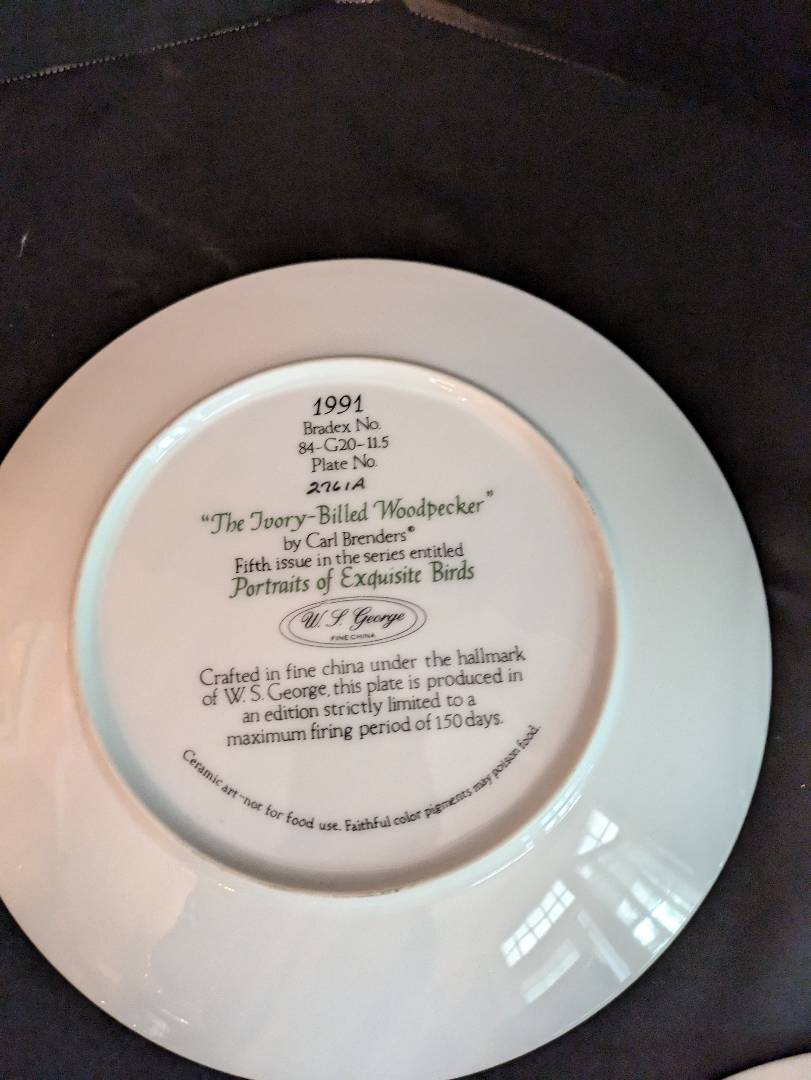 1991
Bradex No.
84-G20-11.5
Plate No.
2761A
“The Ivory-Billed Woodpecker”
by Carl Brenders®
Fifth issue in the series entitled
Portraits of Exquisite Birds
W. S. George
FINE CHINA
Crafted in fine china under the hallmark
of W. S. George, this plate is produced in
an edition strictly limited to a
maximum firing period of 150 days.
Ceramic art—not for food use. Faithful color pigments may poison food.